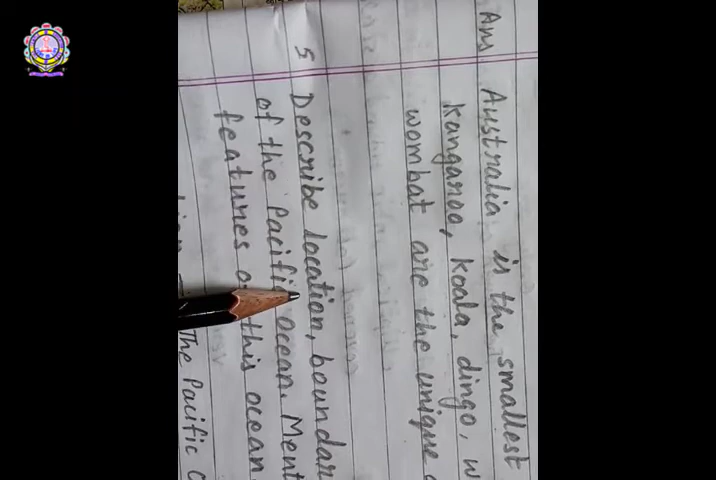 Ans Australia is the smallest
kangaroo, koala, dingo, w
wombat are the unique
5 Describe location, boundar
of the Pacific ocean. Ment
features of this ocean
The Pacific o